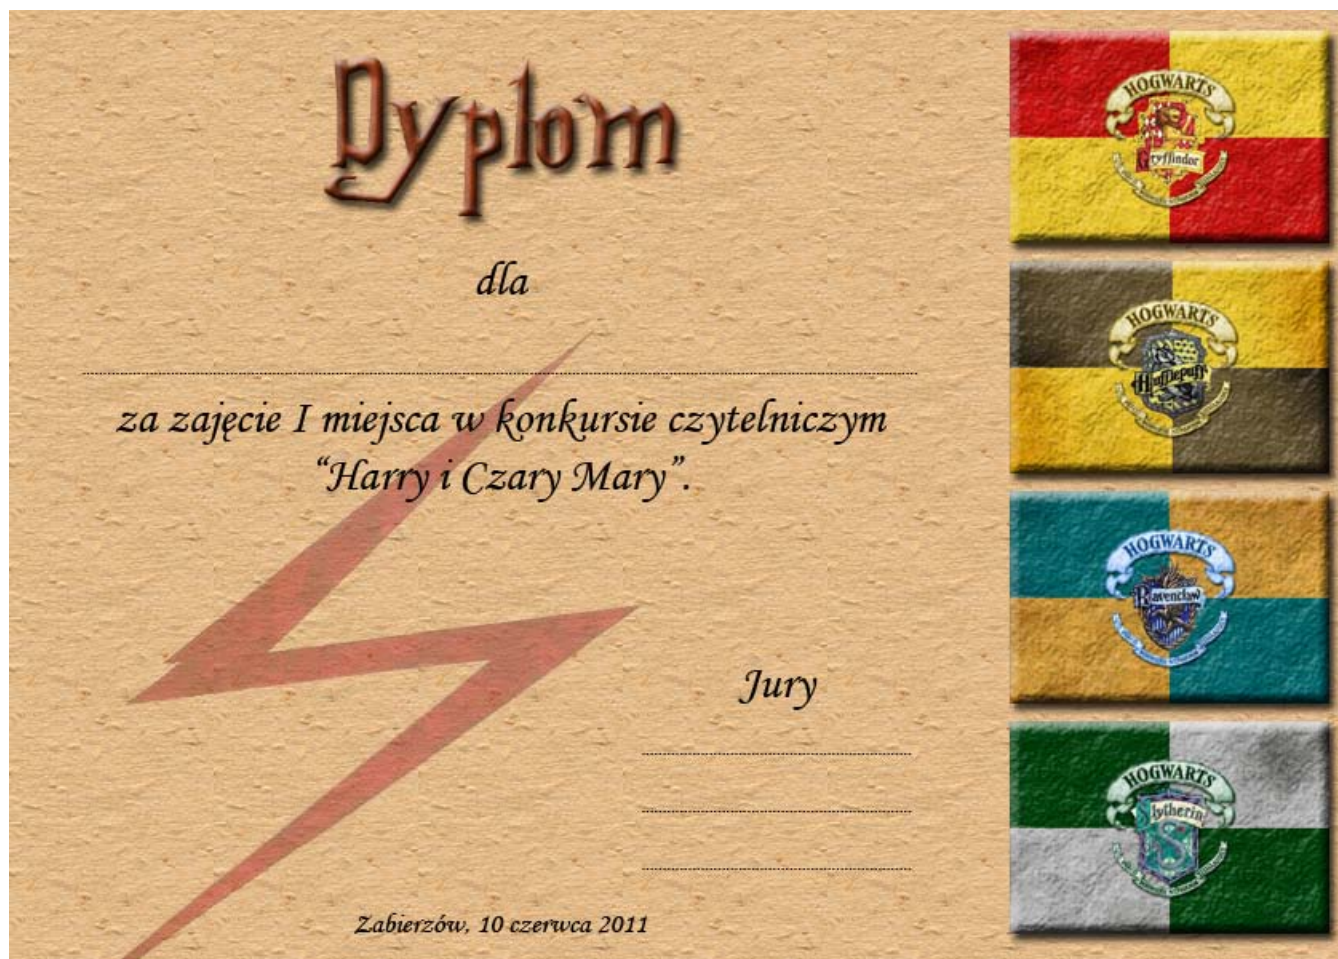 Dyplom
dla
za zajęcie I miejsca w konkursie czytelniczym
“Harry i Czary Mary”.
Jury
Zabierzów, 10 czerwca 2011
HOGWARTS
Gryffindor
HOGWARTS
Hufflepuff
HOGWARTS
Ravenclaw
HOGWARTS
Slytherin